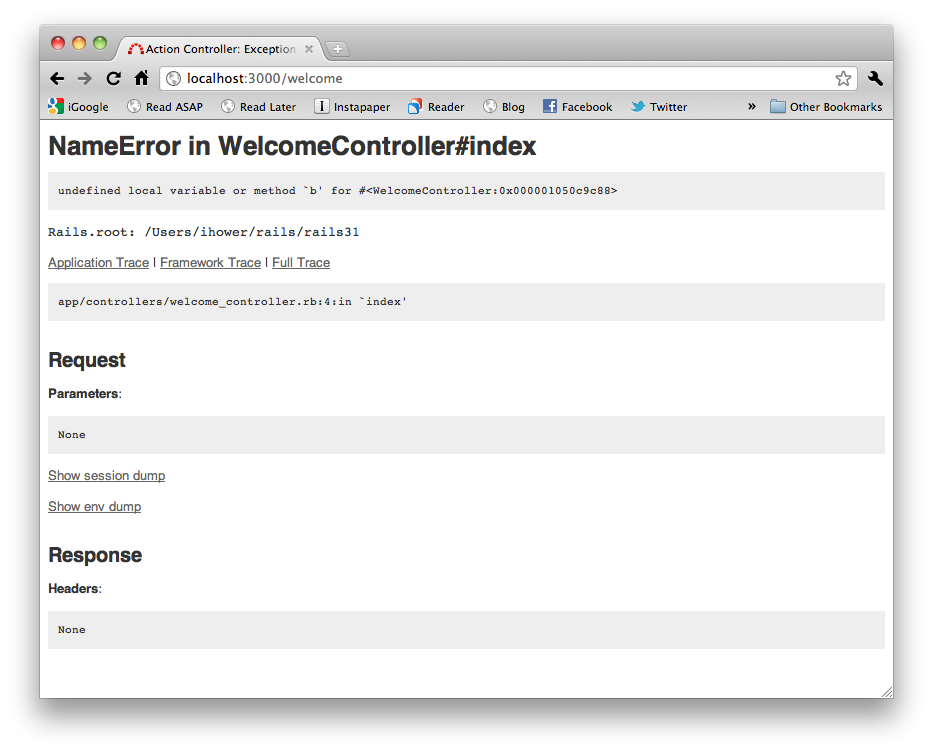 Action Controller: Exception
localhost:3000/welcome
iGoogle Read ASAP Read Later Instapaper Reader Blog Facebook Twitter » Other Bookmarks
NameError in WelcomeController#index
undefined local variable or method `b' for #<WelcomeController:0x000001050c9c88>
Rails.root: /Users/ihower/rails/rails31
Application Trace | Framework Trace | Full Trace
app/controllers/welcome_controller.rb:4:in `index'
Request
Parameters:
None
Show session dump
Show env dump
Response
Headers:
None